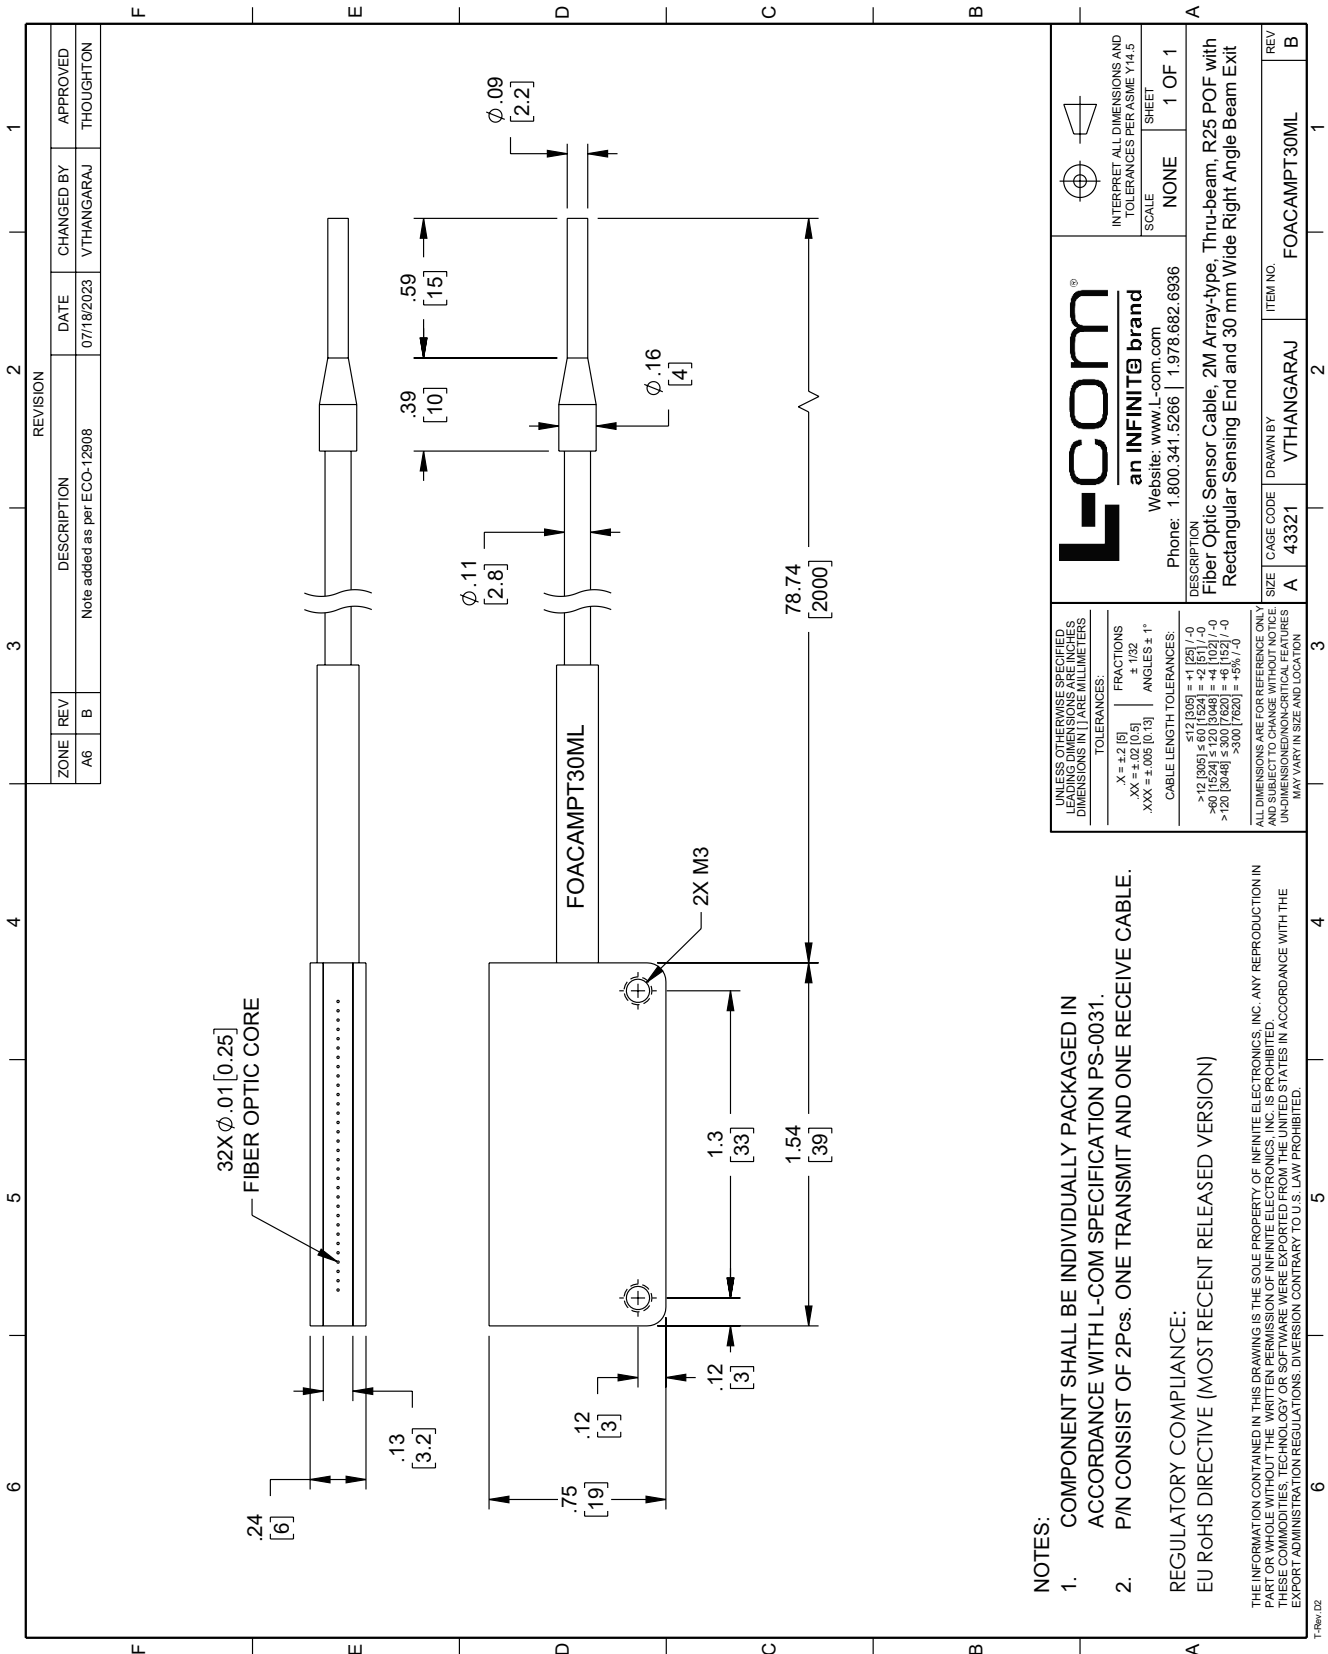 REVISION
ZONE REV DESCRIPTION DATE CHANGED BY APPROVED
A6 B Note added as per ECO-12908 07/18/2023 VTHANGARAJ THOUGHTON
6 5 4 3 2 1
F
E
D
C
B
A
.24
[6]
.13
[3.2]
32X Ø.01 [0.25]
FIBER OPTIC CORE
.39
[10]
.59
[15]
.75
[19]
.12
[3]
.12
[3]
1.3
[33]
1.54
[39]
2X M3
FOACAMPT30ML
Ø.11
[2.8]
Ø.16
[4]
Ø.09
[2.2]
78.74
[2000]
NOTES:
1. COMPONENT SHALL BE INDIVIDUALLY PACKAGED IN
ACCORDANCE WITH L-COM SPECIFICATION PS-0031.
2. P/N CONSIST OF 2Pcs. ONE TRANSMIT AND ONE RECEIVE CABLE.
REGULATORY COMPLIANCE:
EU RoHS DIRECTIVE (MOST RECENT RELEASED VERSION)
THE INFORMATION CONTAINED IN THIS DRAWING IS THE SOLE PROPERTY OF INFINITE ELECTRONICS, INC. ANY REPRODUCTION IN
PART OR WHOLE WITHOUT THE WRITTEN PERMISSION OF INFINITE ELECTRONICS, INC. IS PROHIBITED.
THESE COMMODITIES, TECHNOLOGY OR SOFTWARE WERE EXPORTED FROM THE UNITED STATES IN ACCORDANCE WITH THE
EXPORT ADMINISTRATION REGULATIONS. DIVERSION CONTRARY TO U.S. LAW PROHIBITED.
UNLESS OTHERWISE SPECIFIED
LEADING DIMENSIONS ARE INCHES
DIMENSIONS IN [ ] ARE MILLIMETERS
TOLERANCES:
.X = ±.2 [5] FRACTIONS
.XX = ±.02 [0.5] ± 1/32
.XXX = ±.005 [0.13] ANGLES ± 1°
CABLE LENGTH TOLERANCES:
≤12 [305] = +1 [25] / -0
>12 [305] ≤ 60 [1524] = +2 [51] / -0
>60 [1524] ≤ 120 [3048] = +4 [102] / -0
>120 [3048] ≤ 300 [7620] = +6 [152] / -0
>300 [7620] = +5% / -0
ALL DIMENSIONS ARE FOR REFERENCE ONLY
AND SUBJECT TO CHANGE WITHOUT NOTICE.
UN-DIMENSIONED/NON-CRITICAL FEATURES
MAY VARY IN SIZE AND LOCATION
L-com®
an INFINITE brand
Website: www.L-com.com
Phone: 1.800.341.5266 | 1.978.682.6936
INTERPRET ALL DIMENSIONS AND
TOLERANCES PER ASME Y14.5
SCALE SHEET
NONE 1 OF 1
DESCRIPTION
Fiber Optic Sensor Cable, 2M Array-type, Thru-beam, R25 POF with
Rectangular Sensing End and 30 mm Wide Right Angle Beam Exit
SIZE CAGE CODE DRAWN BY ITEM NO. REV
A 43321 VTHANGARAJ FOACAMPT30ML B
F
E
D
C
B
A
6 5 4 3 2 1
T-Rev.D2